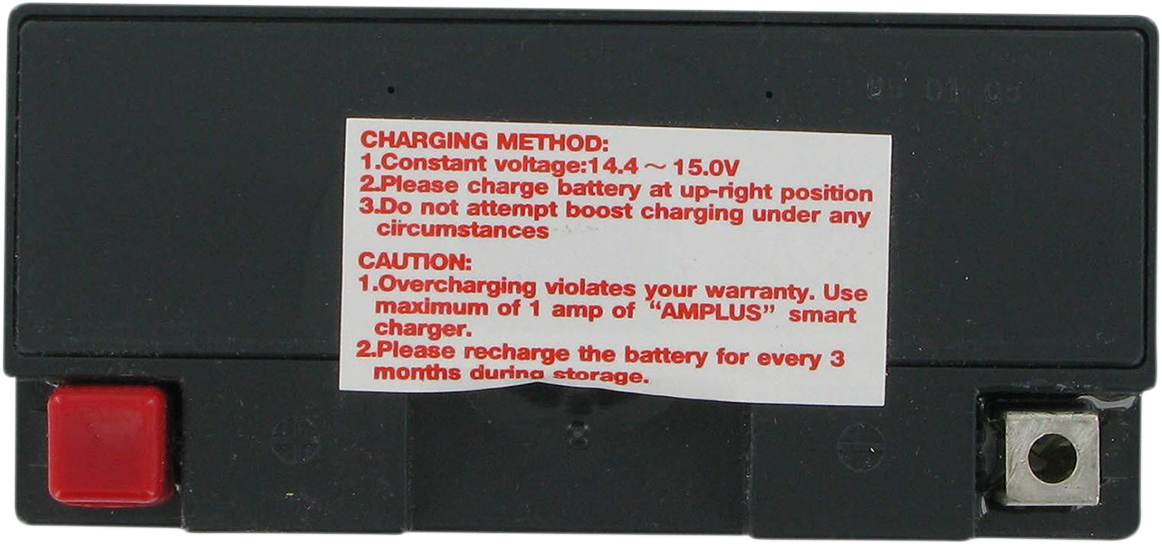 CHARGING METHOD:
1.Constant voltage:14.4 ~ 15.0V
2.Please charge battery at up-right position
3.Do not attempt boost charging under any
circumstances
CAUTION:
1.Overcharging violates your warranty. Use
maximum of 1 amp of “AMPLUS” smart
charger.
2.Please recharge the battery for every 3
months during storage.